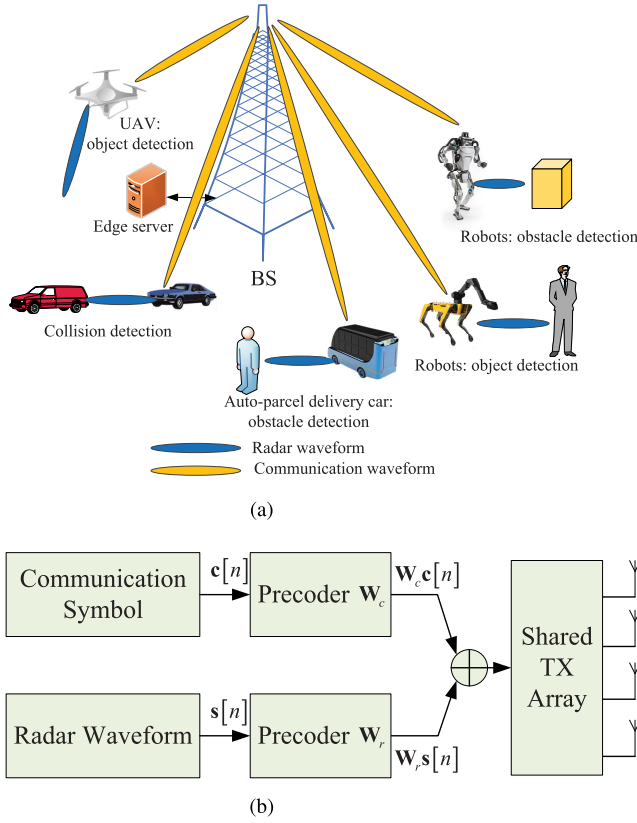 UAV:
object detection
Edge server
BS
Robots: obstacle detection
Collision detection
Robots: object detection
Auto-parcel delivery car:
obstacle detection
Radar waveform
Communication waveform
(a)
Communication
Symbol
c[n]
Precoder W_c
W_c c[n]
Shared
TX
Array
Radar Waveform
s[n]
Precoder W_r
W_r s[n]
(b)